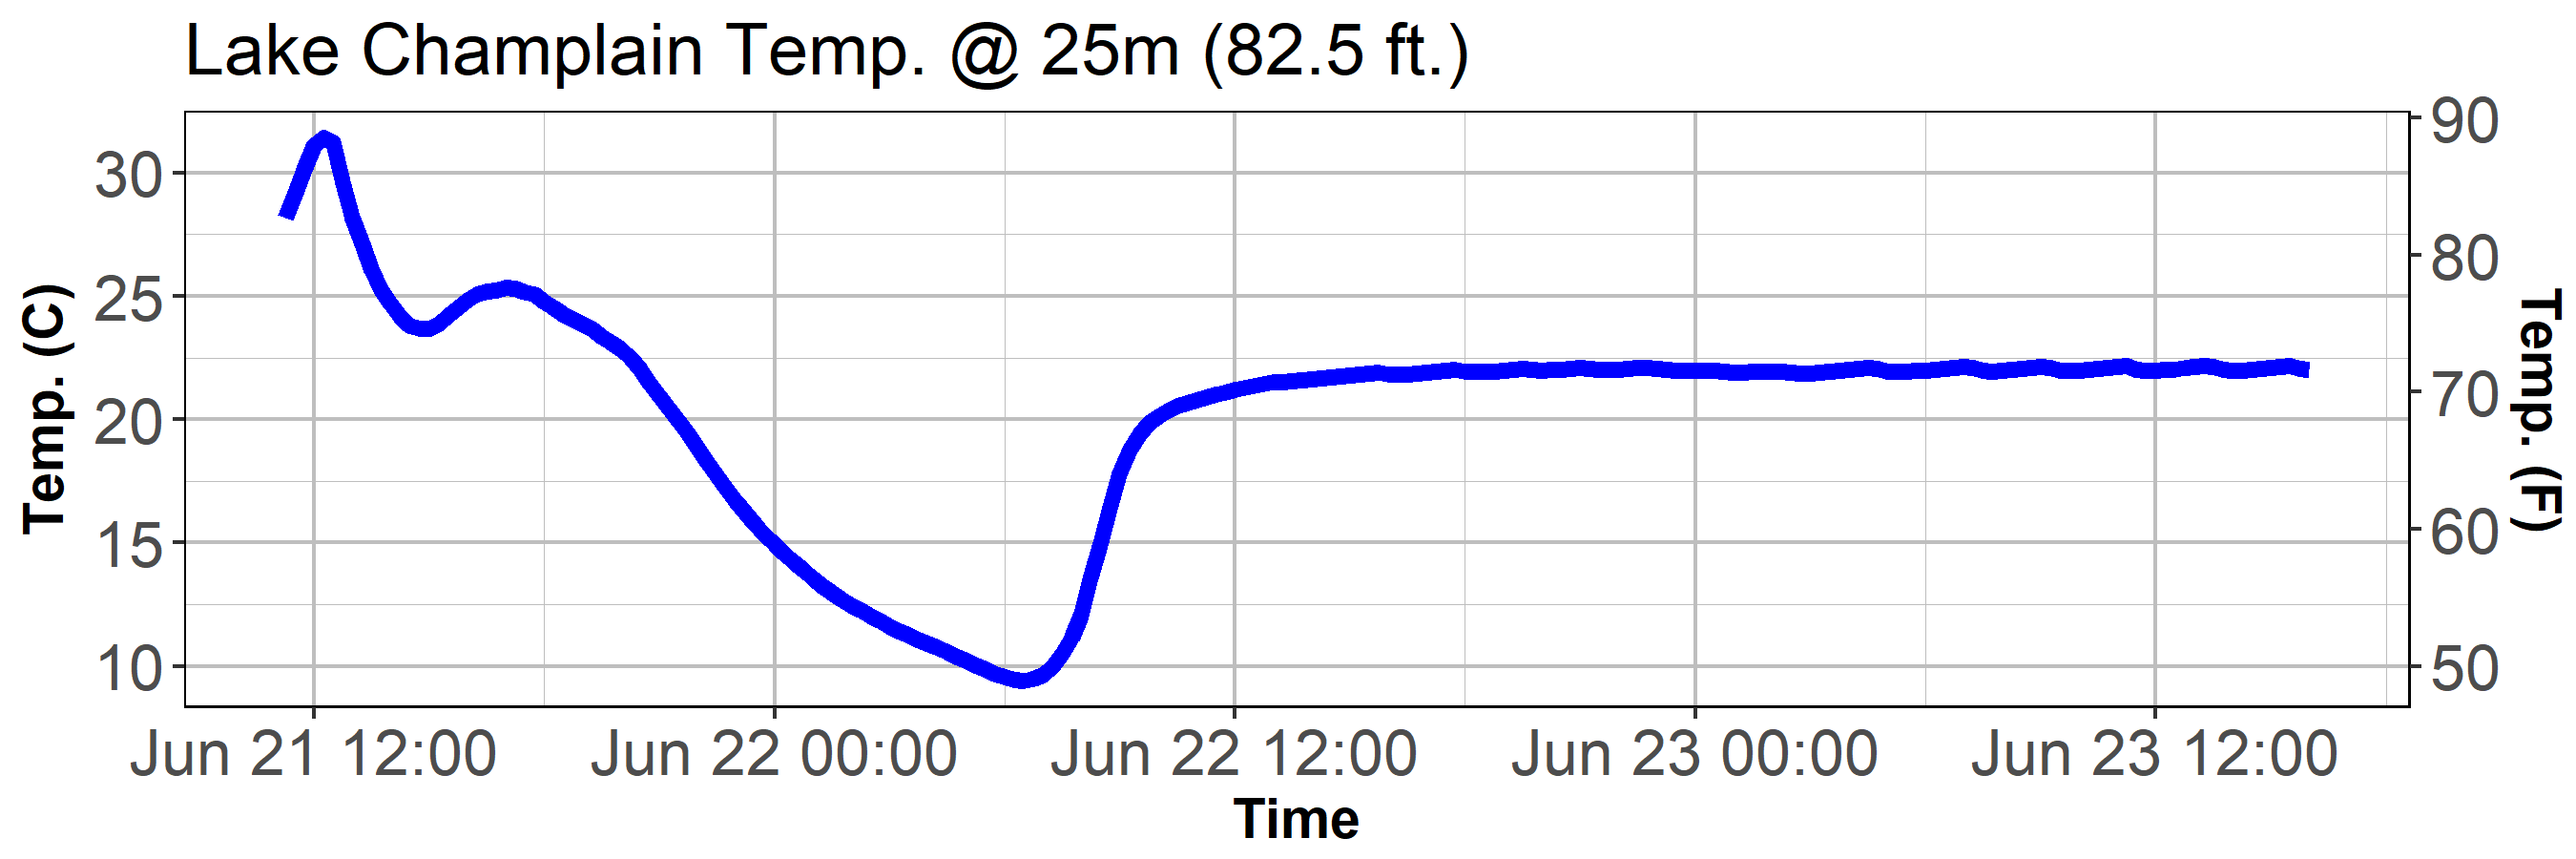 Lake Champlain Temp. @ 25m (82.5 ft.)
Temp. (C)
30
25
20
15
10
90
80
70
60
50
Temp. (F)
Jun 21 12:00
Jun 22 00:00
Jun 22 12:00
Jun 23 00:00
Jun 23 12:00
Time